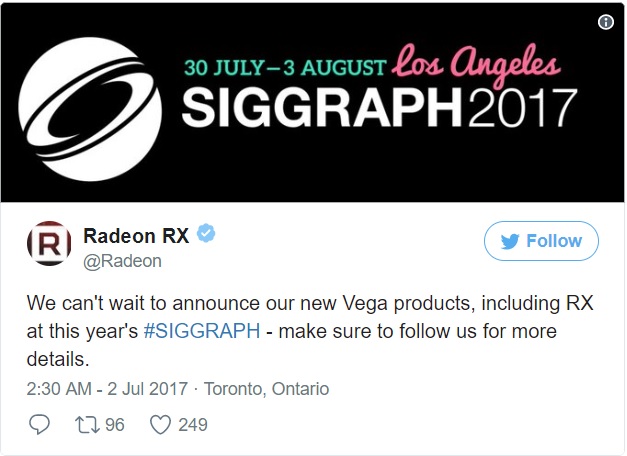 30 JULY–3 AUGUST Los Angeles
SIGGRAPH2017
R
Radeon RX
@Radeon
Follow
We can't wait to announce our new Vega products, including RX
at this year's #SIGGRAPH - make sure to follow us for more
details.
2:30 AM - 2 Jul 2017 · Toronto, Ontario
96
249